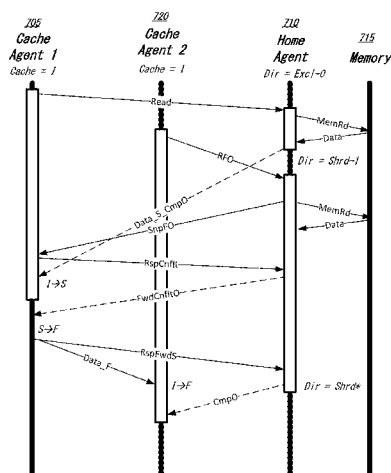 705
Cache
Agent 1
Cache = I
720
Cache
Agent 2
Cache = I
710
Home
Agent
Dir = Excl-0
715
Memory
Read
MemRd
Data
RFO
Dir = Shrd-1
Data_S_CmpO
SnpFO
MemRd
Data
RspCnflt
I→S
FwdCnfltO
S→F
Data_F
RspFwdS
I→F
Dir = Shrd*
CmpO